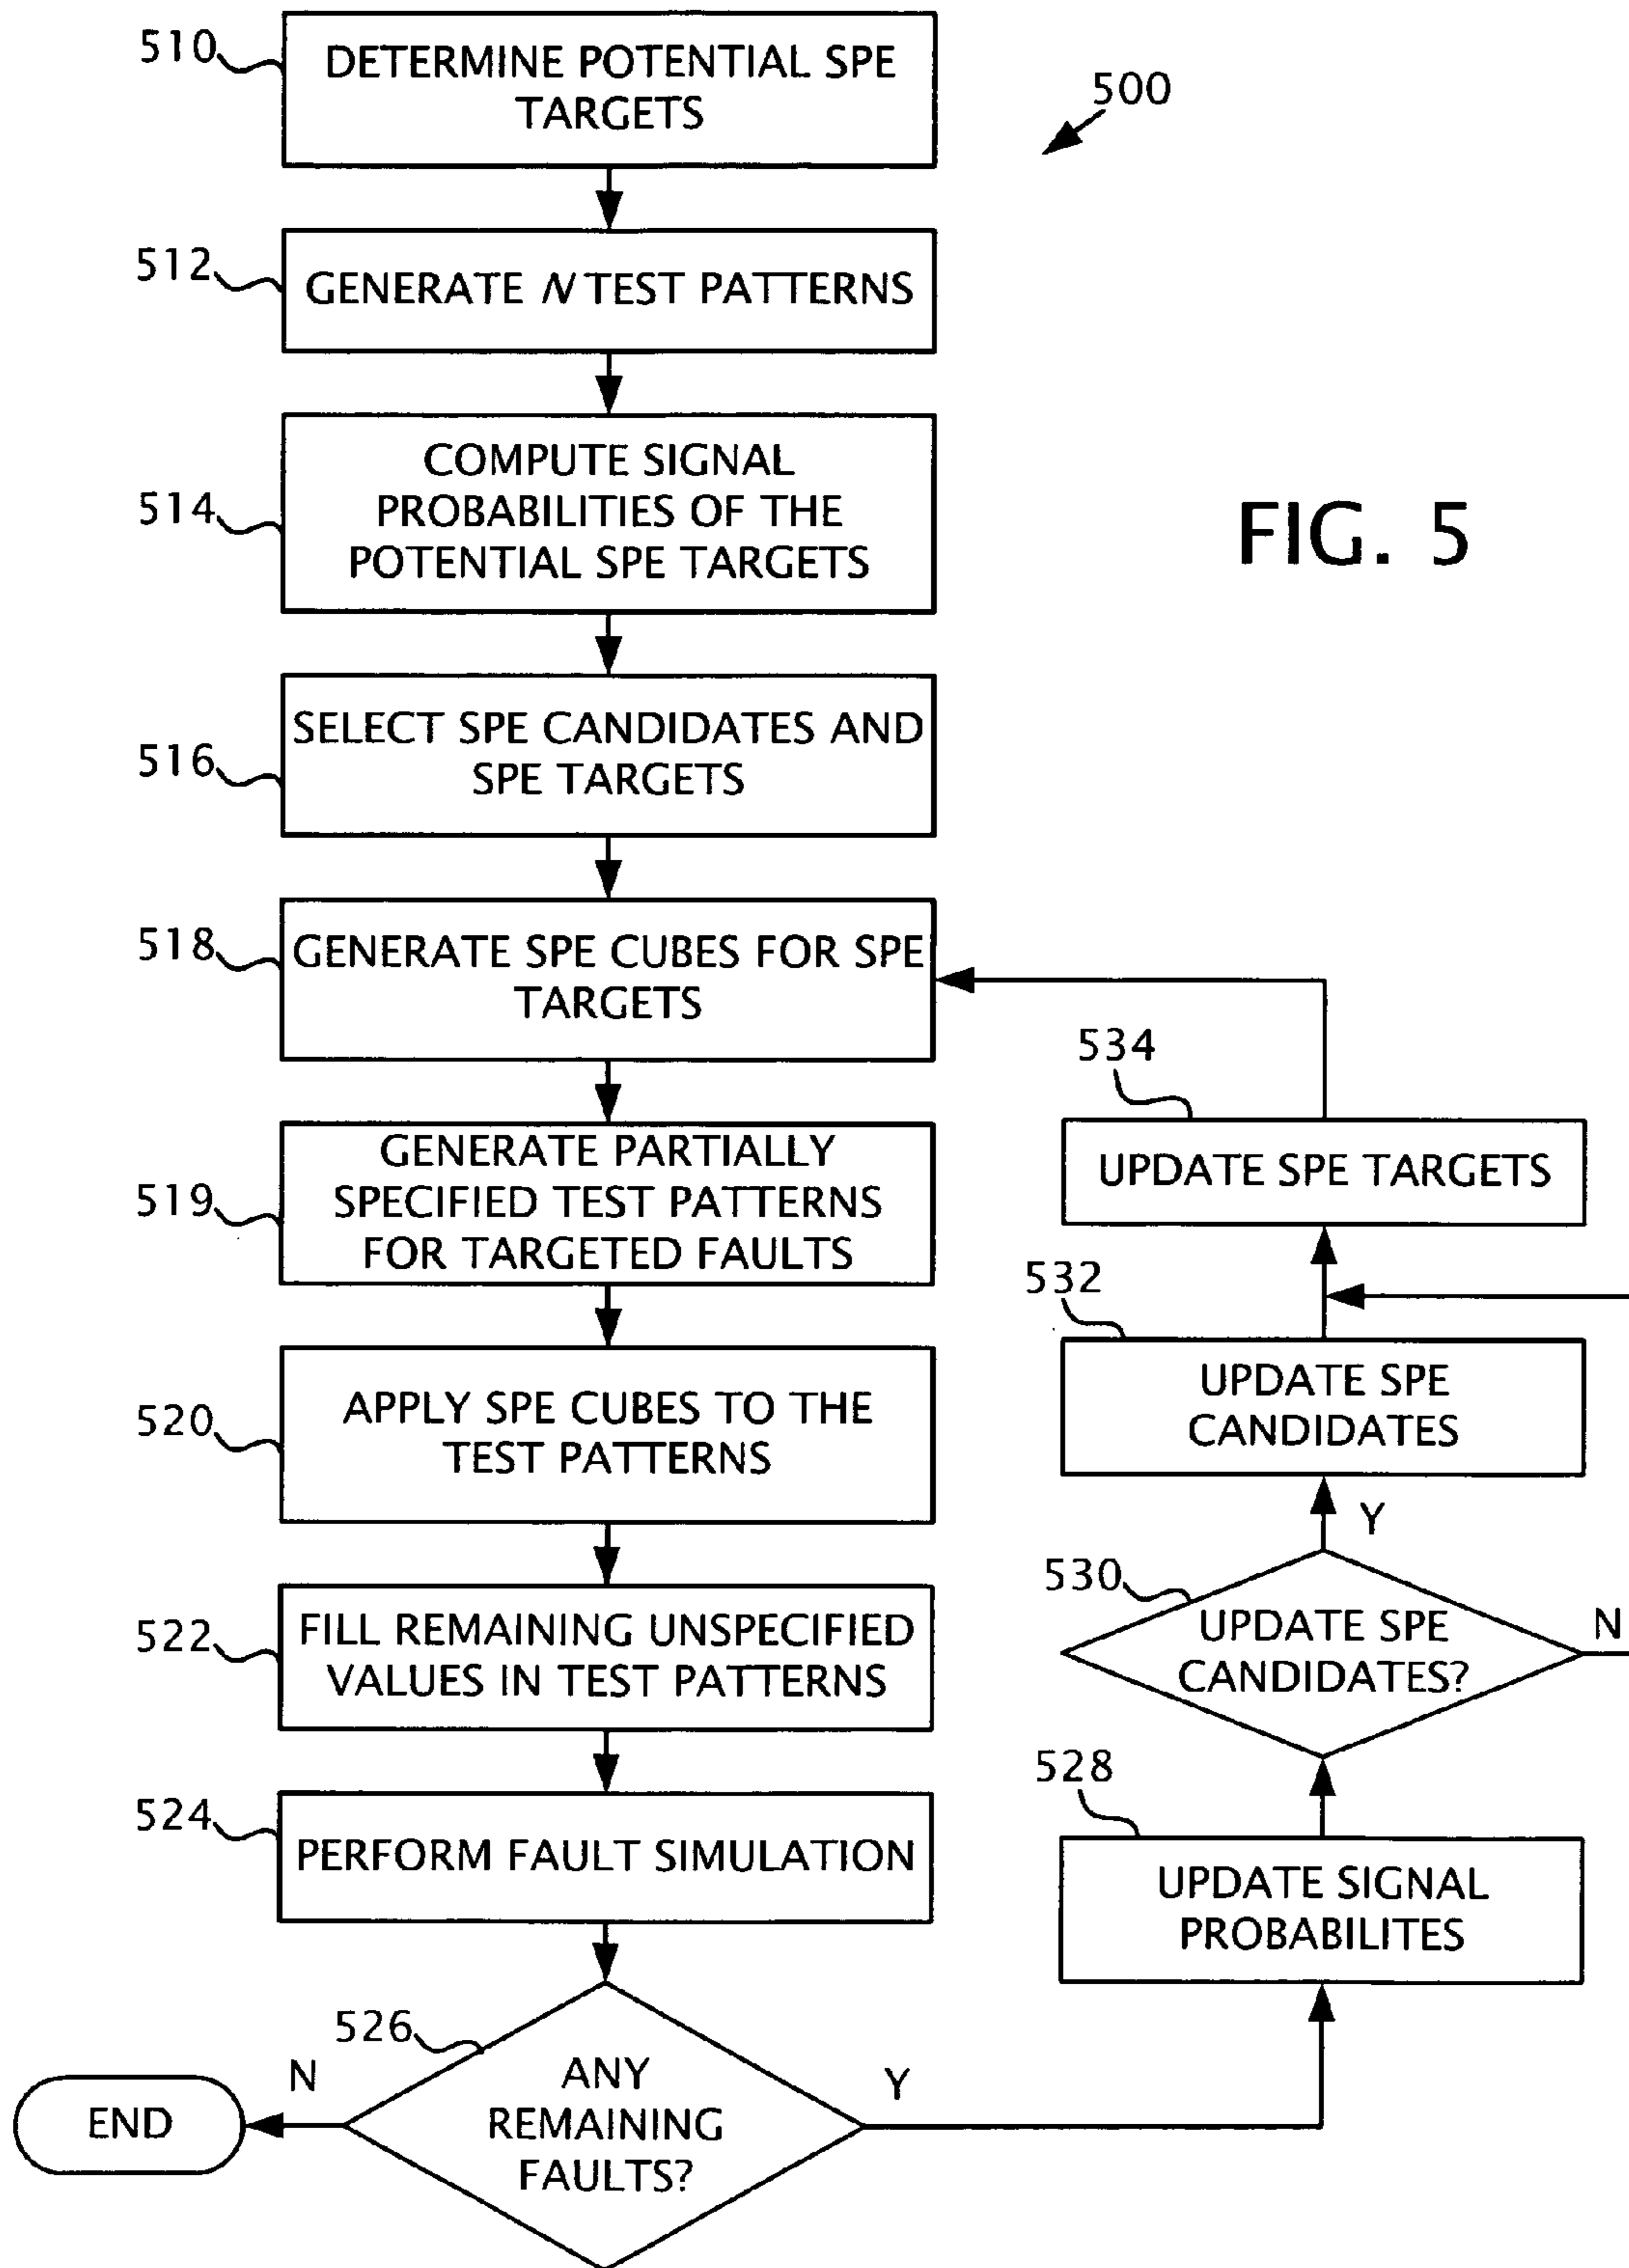 510
DETERMINE POTENTIAL SPE
TARGETS
500
512
GENERATE N TEST PATTERNS
514
COMPUTE SIGNAL
PROBABILITIES OF THE
POTENTIAL SPE TARGETS
FIG. 5
516
SELECT SPE CANDIDATES AND
SPE TARGETS
518
GENERATE SPE CUBES FOR SPE
TARGETS
519
GENERATE PARTIALLY
SPECIFIED TEST PATTERNS
FOR TARGETED FAULTS
520
APPLY SPE CUBES TO THE
TEST PATTERNS
522
FILL REMAINING UNSPECIFIED
VALUES IN TEST PATTERNS
524
PERFORM FAULT SIMULATION
526
ANY
REMAINING
FAULTS?
N
END
Y
528
UPDATE SIGNAL
PROBABILITES
530
UPDATE SPE
CANDIDATES?
N
Y
532
UPDATE SPE
CANDIDATES
534
UPDATE SPE TARGETS